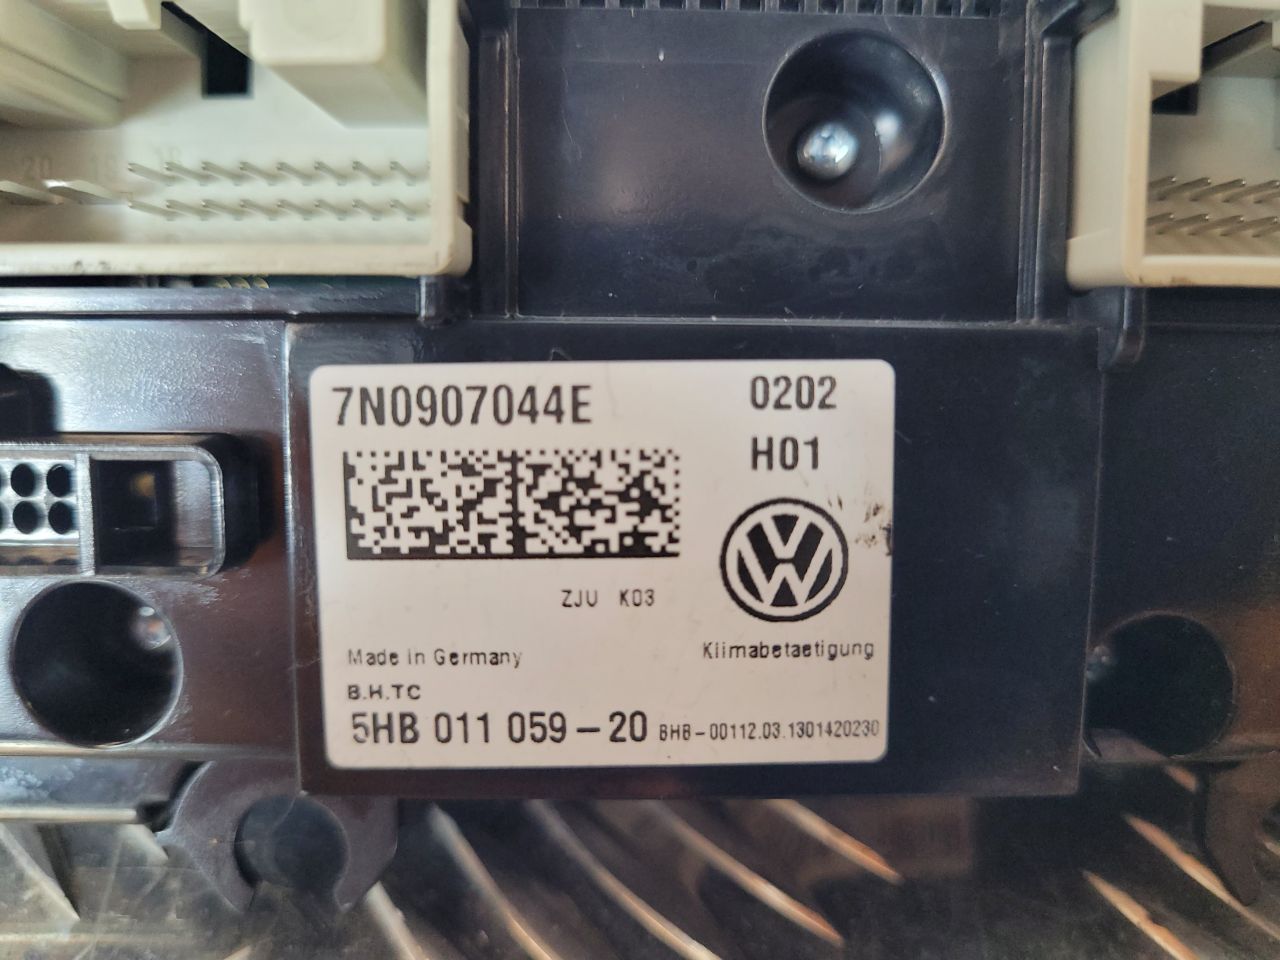 7N0907044E 0202
H01
ZJU K03
Made in Germany Klimabetaetigung
B.H.TC
5HB 011 059-20 BHB-00112.03.1301420230